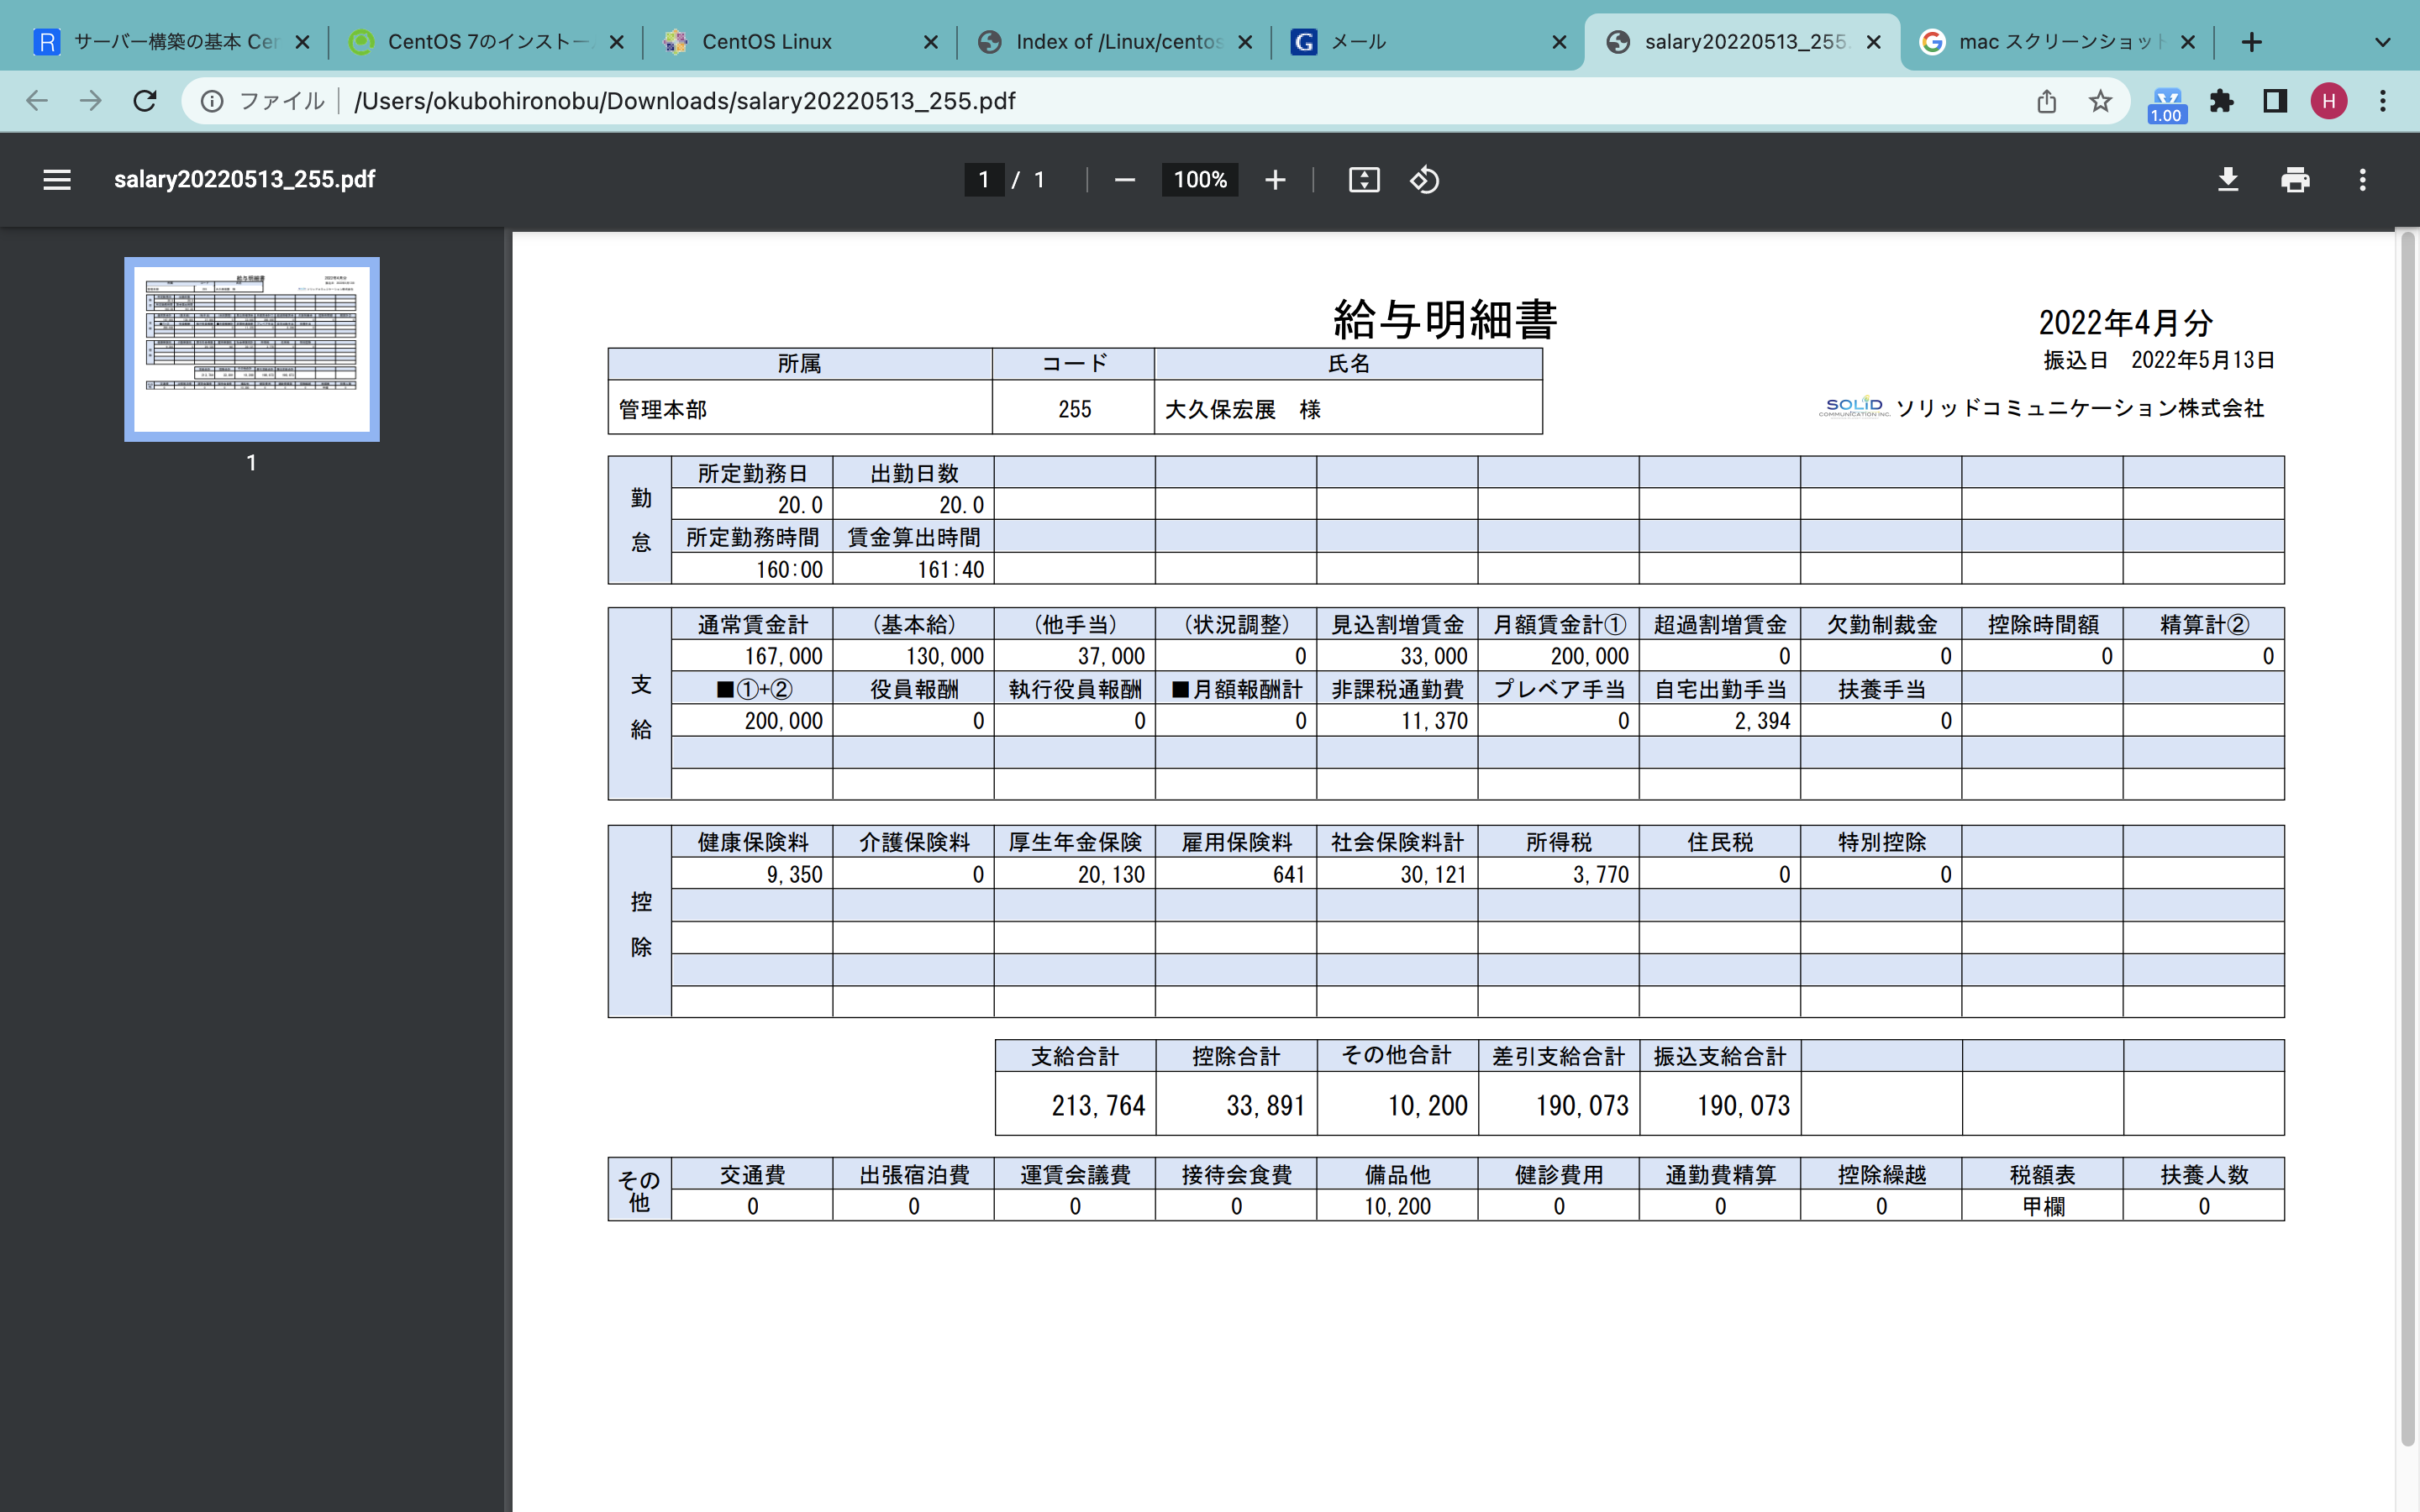 サーバー構築の基本 Cen
CentOS 7のインストー
CentOS Linux
Index of /Linux/centos
メール
salary20220513_255.
mac スクリーンショット
ファイル /Users/okubohironobu/Downloads/salary20220513_255.pdf
1.00
H
salary20220513_255.pdf
1 / 1
100%
1
給与明細書
2022年4月分
振込日 2022年5月13日
SOLiD COMMUNICATION INC. ソリッドコミュニケーション株式会社
所属 コード 氏名
管理本部 255 大久保宏展 様
勤怠
所定勤務日 出勤日数
20.0 20.0
所定勤務時間 賃金算出時間
160:00 161:40
支給
通常賃金計 (基本給) (他手当) (状況調整) 見込割増賃金 月額賃金計① 超過割増賃金 欠勤制裁金 控除時間額 精算計②
167,000 130,000 37,000 0 33,000 200,000 0 0 0 0
■①+② 役員報酬 執行役員報酬 ■月額報酬計 非課税通勤費 プレベア手当 自宅出勤手当 扶養手当
200,000 0 0 0 11,370 0 2,394 0
控除
健康保険料 介護保険料 厚生年金保険 雇用保険料 社会保険料計 所得税 住民税 特別控除
9,350 0 20,130 641 30,121 3,770 0 0
支給合計 控除合計 その他合計 差引支給合計 振込支給合計
213,764 33,891 10,200 190,073 190,073
その他
交通費 出張宿泊費 運賃会議費 接待会食費 備品他 健診費用 通勤費精算 控除繰越 税額表 扶養人数
0 0 0 0 10,200 0 0 0 甲欄 0